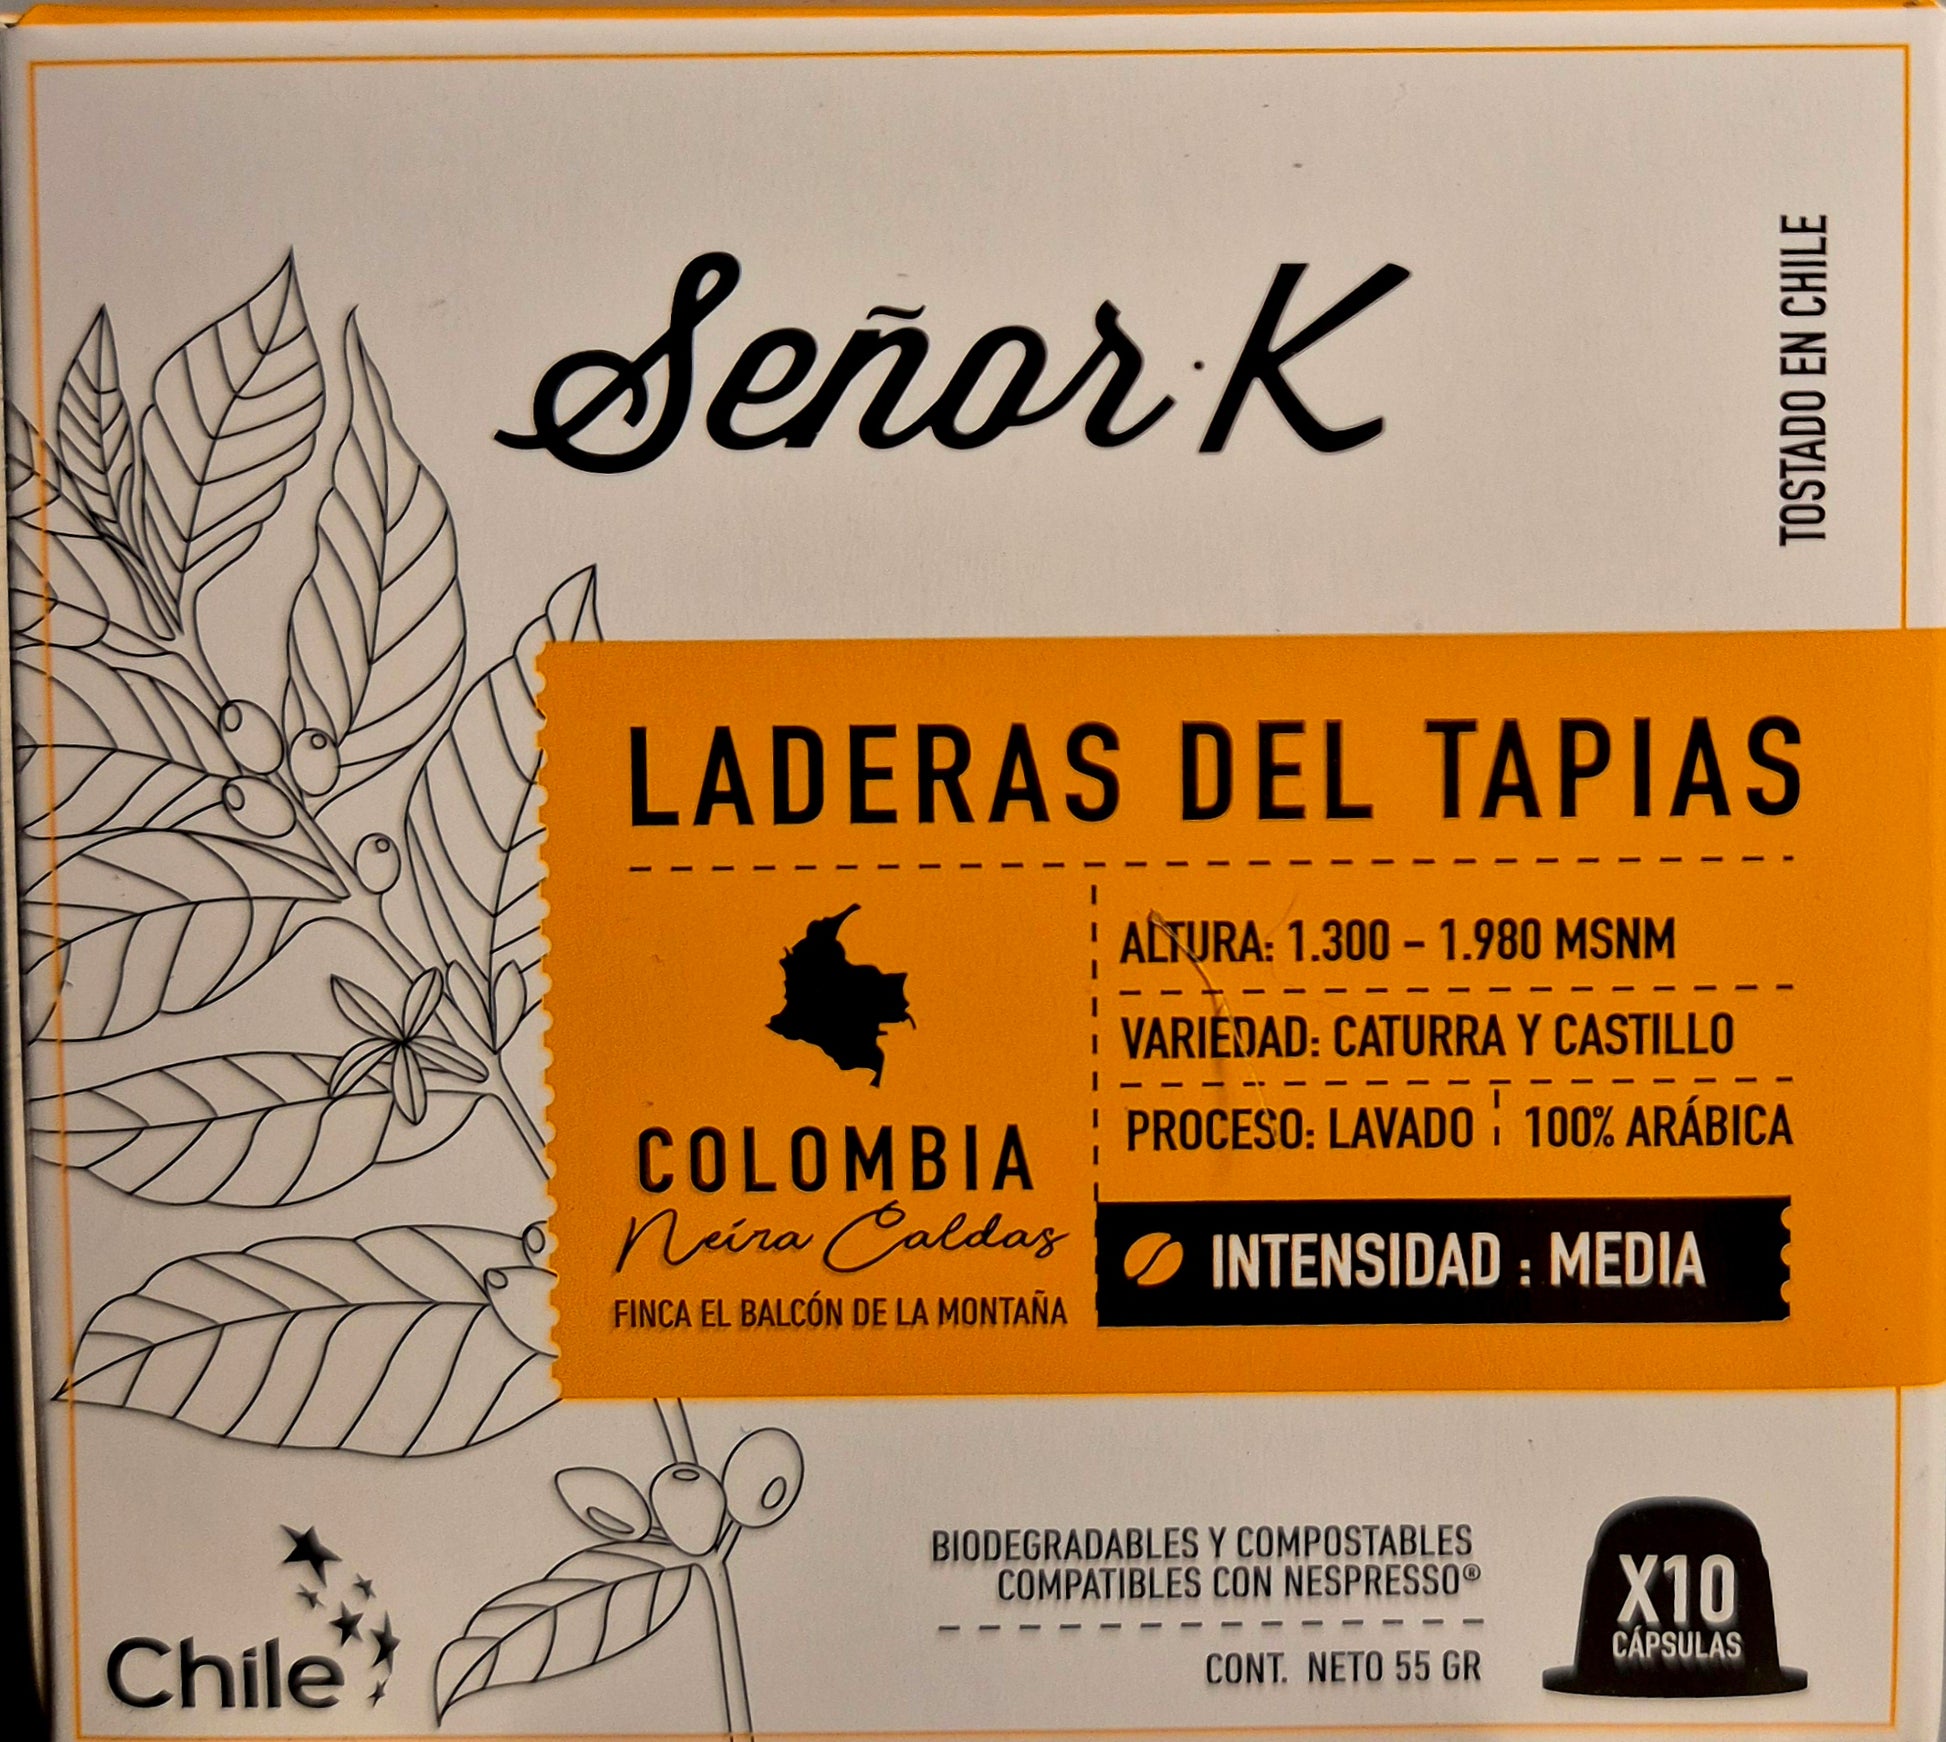 Señor·K
TOSTADO EN CHILE
LADERAS DEL TAPIAS
COLOMBIA
Neira Caldas
FINCA EL BALCÓN DE LA MONTAÑA
ALTURA: 1.300 – 1.980 MSNM
VARIEDAD: CATURRA Y CASTILLO
PROCESO: LAVADO
100% ARÁBICA
INTENSIDAD : MEDIA
Chile
BIODEGRADABLES Y COMPOSTABLES
COMPATIBLES CON NESPRESSO®
CONT. NETO 55 GR
X10
CÁPSULAS